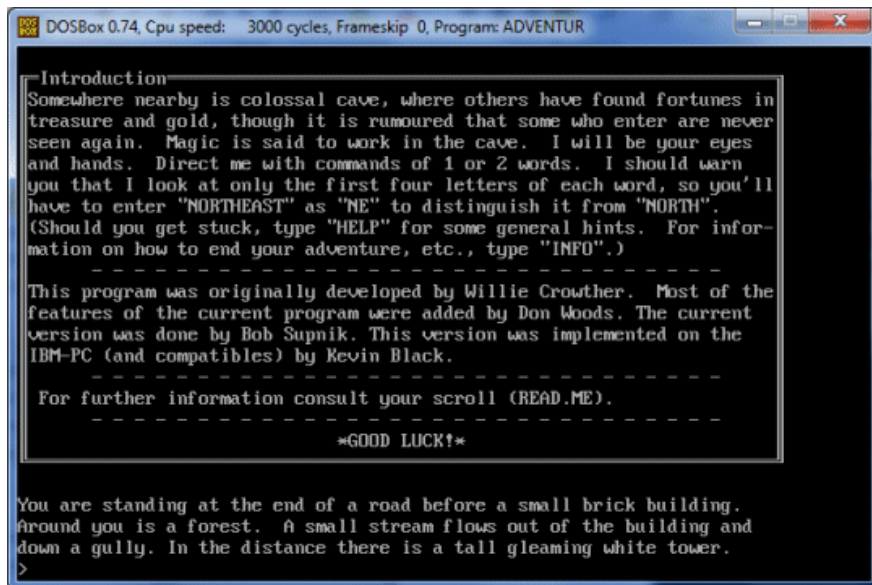 DOSBox 0.74, Cpu speed: 3000 cycles, Frameskip 0, Program: ADVENTUR
Introduction
Somewhere nearby is colossal cave, where others have found fortunes in
treasure and gold, though it is rumoured that some who enter are never
seen again. Magic is said to work in the cave. I will be your eyes
and hands. Direct me with commands of 1 or 2 words. I should warn
you that I look at only the first four letters of each word, so you'll
have to enter "NORTHEAST" as "NE" to distinguish it from "NORTH".
(Should you get stuck, type "HELP" for some general hints. For infor-
mation on how to end your adventure, etc., type "INFO".)
- - - - - - - - - - - - - - - - - - - - - - - - - - - - - -
This program was originally developed by Willie Crowther. Most of the
features of the current program were added by Don Woods. The current
version was done by Bob Supnik. This version was implemented on the
IBM-PC (and compatibles) by Kevin Black.
- - - - - - - - - - - - - - - - - - - - - - - - - - - - - -
For further information consult your scroll (READ.ME).
- - - - - - - - - - - - - - - - - - - - - - - - - - - - - -
*GOOD LUCK!*
You are standing at the end of a road before a small brick building.
Around you is a forest. A small stream flows out of the building and
down a gully. In the distance there is a tall gleaming white tower.
>